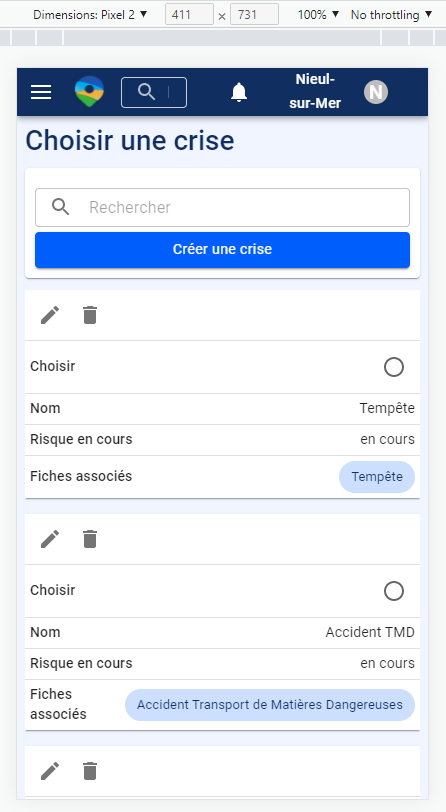 Dimensions: Pixel 2 ▼ 411 × 731 100% ▼ No throttling ▼
Nieul-
sur-Mer
N
Choisir une crise
Rechercher
Créer une crise
Choisir
Nom Tempête
Risque en cours en cours
Fiches associés Tempête
Choisir
Nom Accident TMD
Risque en cours en cours
Fiches
associés Accident Transport de Matières Dangereuses